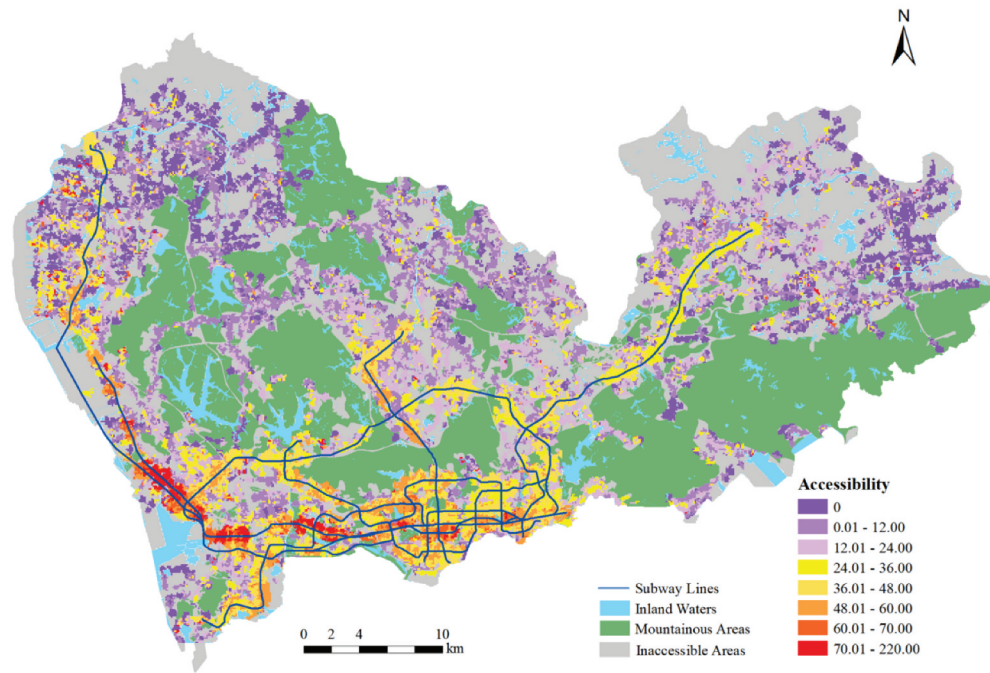 N
Accessibility
0
0.01 - 12.00
12.01 - 24.00
24.01 - 36.00
36.01 - 48.00
48.01 - 60.00
60.01 - 70.00
70.01 - 220.00
Subway Lines
Inland Waters
Mountainous Areas
Inaccessible Areas
0 2 4 10
km